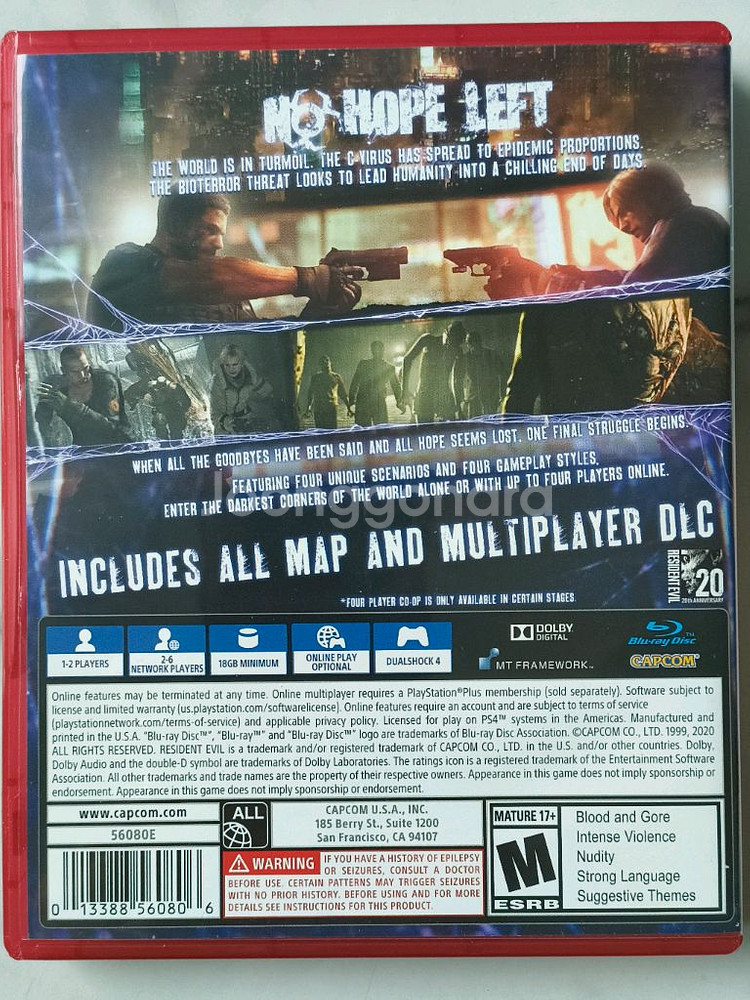 NO HOPE LEFT
THE WORLD IS IN TURMOIL. THE C-VIRUS HAS SPREAD TO EPIDEMIC PROPORTIONS.
THE BIOTERROR THREAT LOOKS TO LEAD HUMANITY INTO A CHILLING END OF DAYS.
WHEN ALL THE GOODBYES HAVE BEEN SAID AND ALL HOPE SEEMS LOST, ONE FINAL STRUGGLE BEGINS.
FEATURING FOUR UNIQUE SCENARIOS AND FOUR GAMEPLAY STYLES,
ENTER THE DARKEST CORNERS OF THE WORLD ALONE OR WITH UP TO FOUR PLAYERS ONLINE.
joonggonara
INCLUDES ALL MAP AND MULTIPLAYER DLC
RESIDENT EVIL
20
20th ANNIVERSARY
*FOUR PLAYER CO-OP IS ONLY AVAILABLE IN CERTAIN STAGES.
1-2 PLAYERS
2-6
NETWORK PLAYERS
18GB MINIMUM
ONLINE PLAY
OPTIONAL
DUALSHOCK 4
DOLBY
DIGITAL
MT FRAMEWORK™
Blu-ray Disc™
CAPCOM
Online features may be terminated at any time. Online multiplayer requires a PlayStation®Plus membership (sold separately). Software subject to
license and limited warranty (us.playstation.com/softwarelicense). Online features require an account and are subject to terms of service
(playstationnetwork.com/terms-of-service) and applicable privacy policy. Licensed for play on PS4™ systems in the Americas. Manufactured and
printed in the U.S.A. "Blu-ray Disc™", "Blu-ray™" and "Blu-ray Disc™" logo are trademarks of Blu-ray Disc Association. ©CAPCOM CO., LTD. 1999, 2020
ALL RIGHTS RESERVED. RESIDENT EVIL is a trademark and/or registered trademark of CAPCOM CO., LTD. in the U.S. and/or other countries. Dolby,
Dolby Audio and the double-D symbol are trademarks of Dolby Laboratories. The ratings icon is a registered trademark of the Entertainment Software
Association. All other trademarks and trade names are the property of their respective owners. Appearance in this game does not imply sponsorship or
endorsement. Appearance in this game does not imply sponsorship or endorsement.
www.capcom.com
56080E
0 13388 56080 6
ALL
CAPCOM U.S.A., INC.
185 Berry St., Suite 1200
San Francisco, CA 94107
WARNING
IF YOU HAVE A HISTORY OF EPILEPSY
OR SEIZURES, CONSULT A DOCTOR
BEFORE USE. CERTAIN PATTERNS MAY TRIGGER SEIZURES
WITH NO PRIOR HISTORY. BEFORE USING AND FOR MORE
DETAILS SEE INSTRUCTIONS FOR THIS PRODUCT.
MATURE 17+
M
ESRB
Blood and Gore
Intense Violence
Nudity
Strong Language
Suggestive Themes